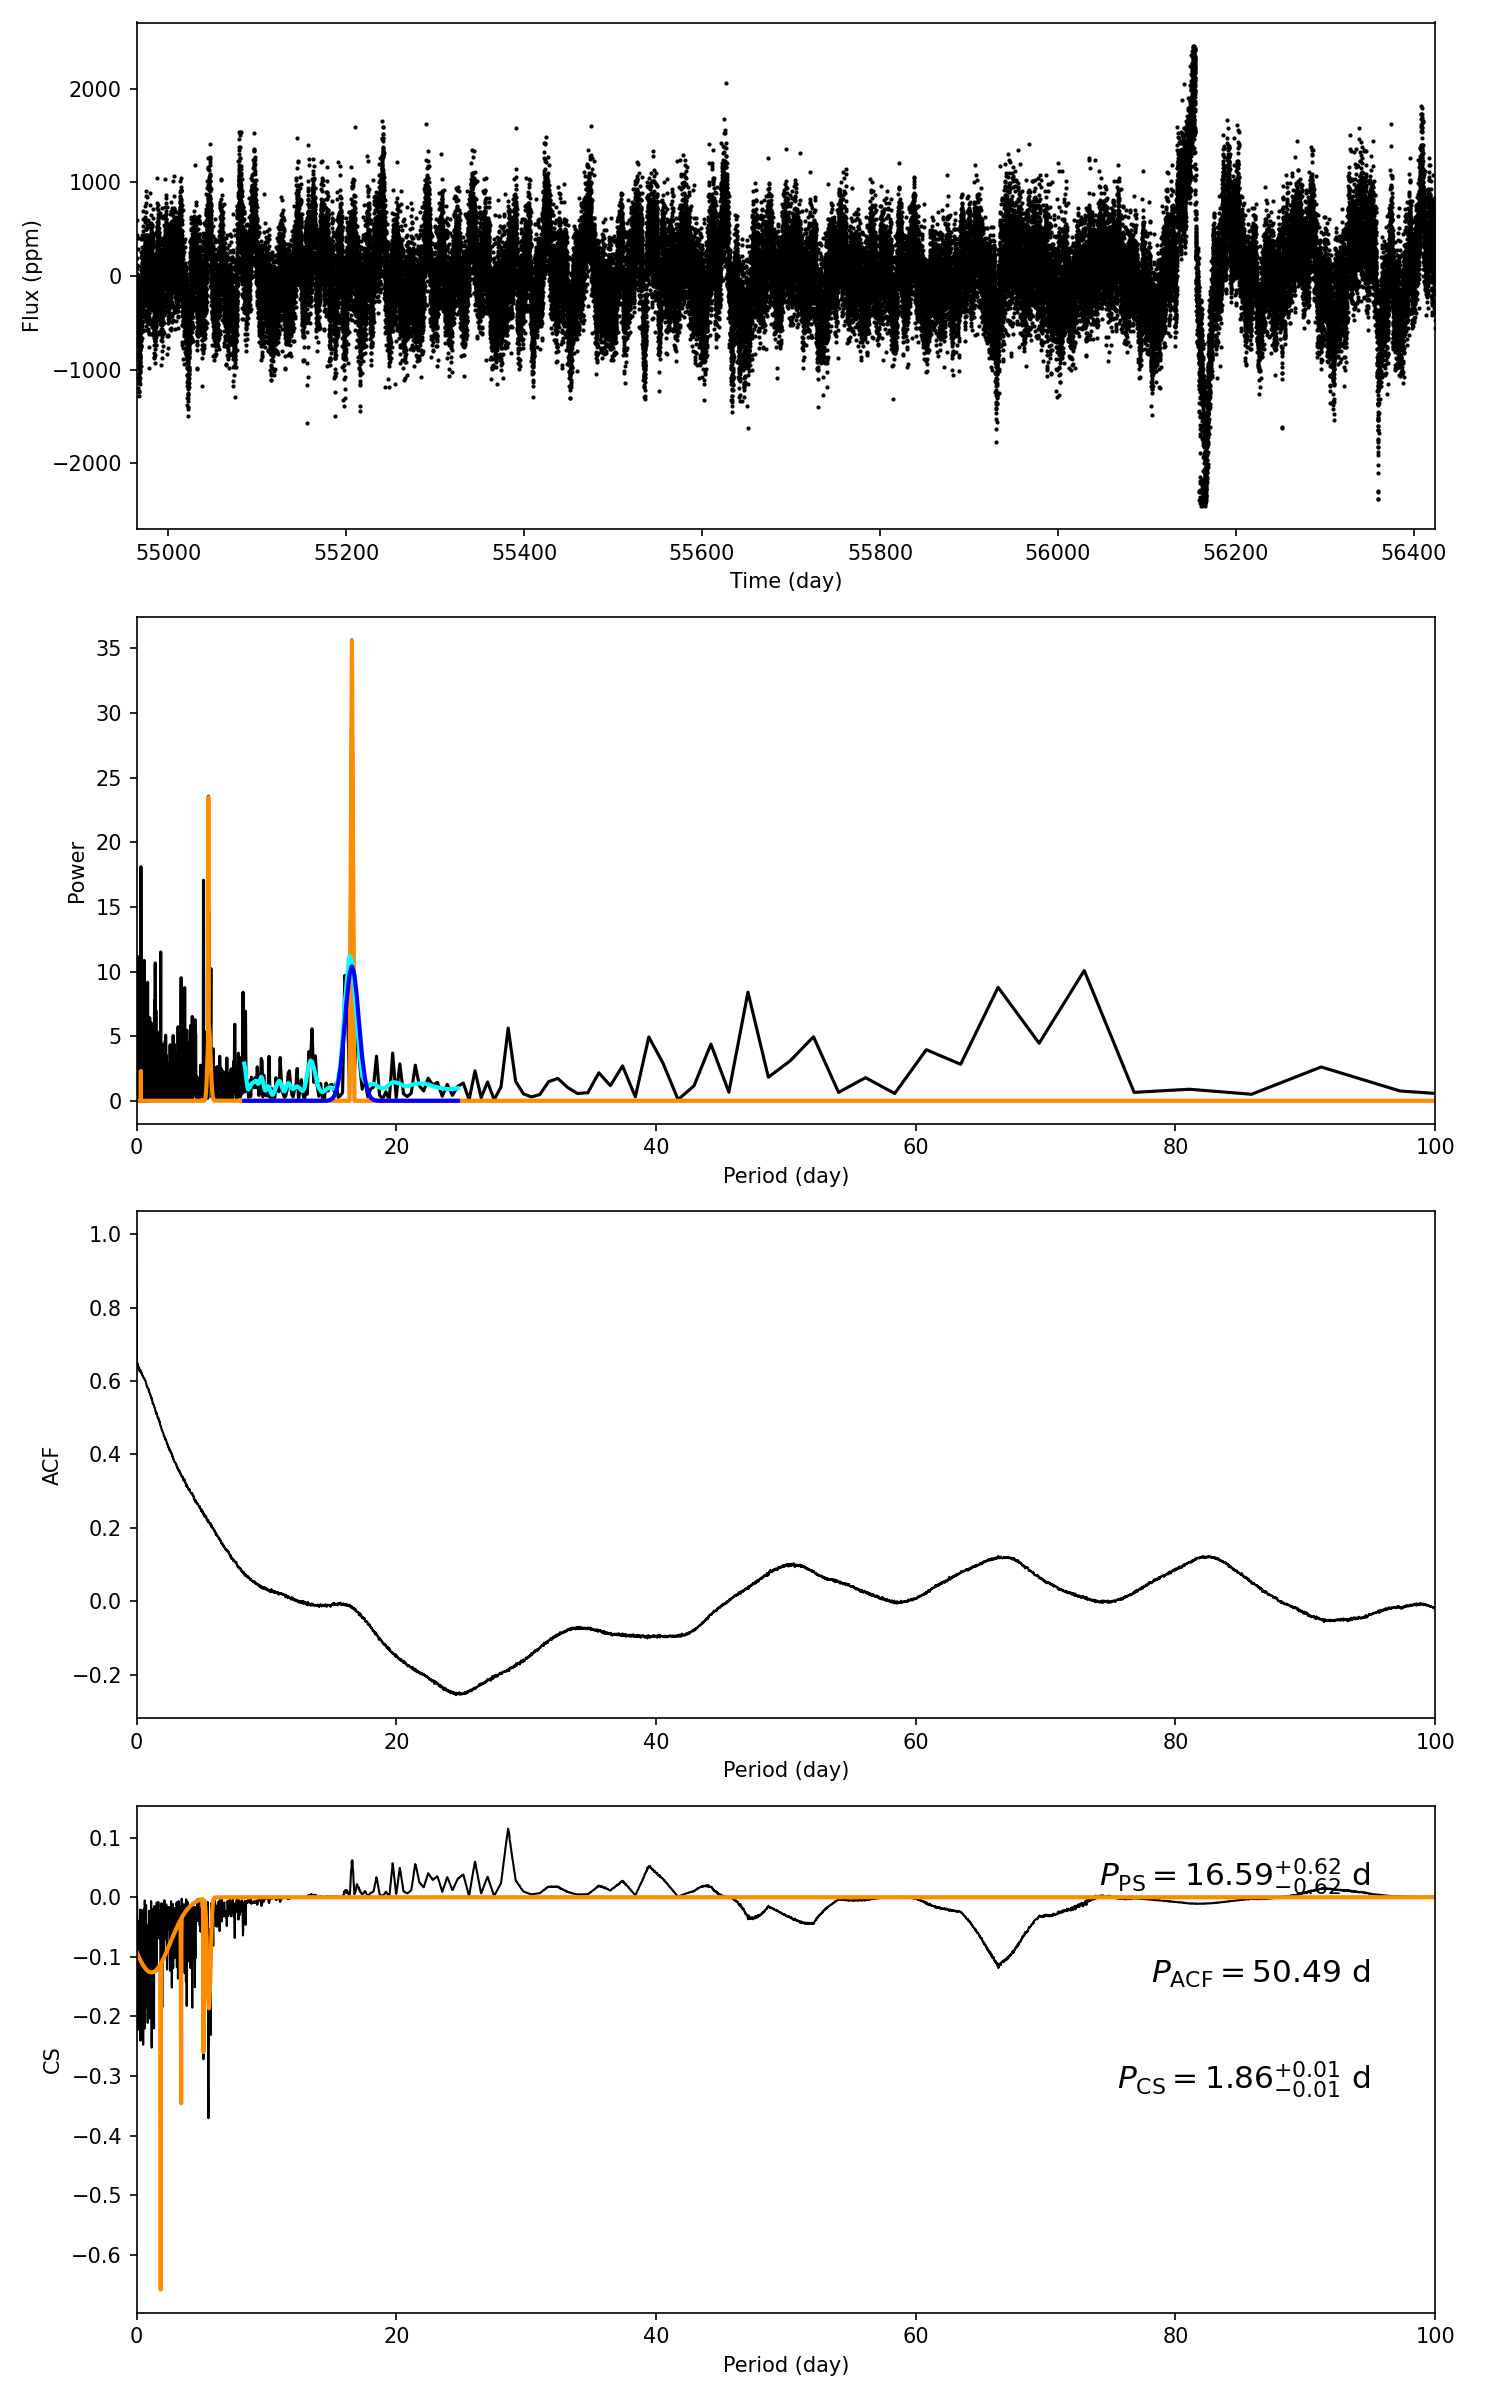 2000
1000
0
−1000
−2000
Flux (ppm)
55000 55200 55400 55600 55800 56000 56200 56400
Time (day)
35
30
25
20
15
10
5
0
Power
0 20 40 60 80 100
Period (day)
1.0
0.8
0.6
0.4
0.2
0.0
−0.2
ACF
0 20 40 60 80 100
Period (day)
0.1
0.0
−0.1
−0.2
−0.3
−0.4
−0.5
−0.6
CS
P_PS = 16.59 +0.62 −0.62 d
P_ACF = 50.49 d
P_CS = 1.86 +0.01 −0.01 d
0 20 40 60 80 100
Period (day)